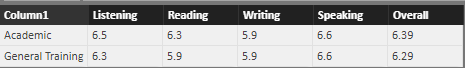 Column1 Listening Reading Writing Speaking Overall
Academic 6.5 6.3 5.9 6.6 6.39
General Training 6.3 5.9 5.9 6.6 6.29